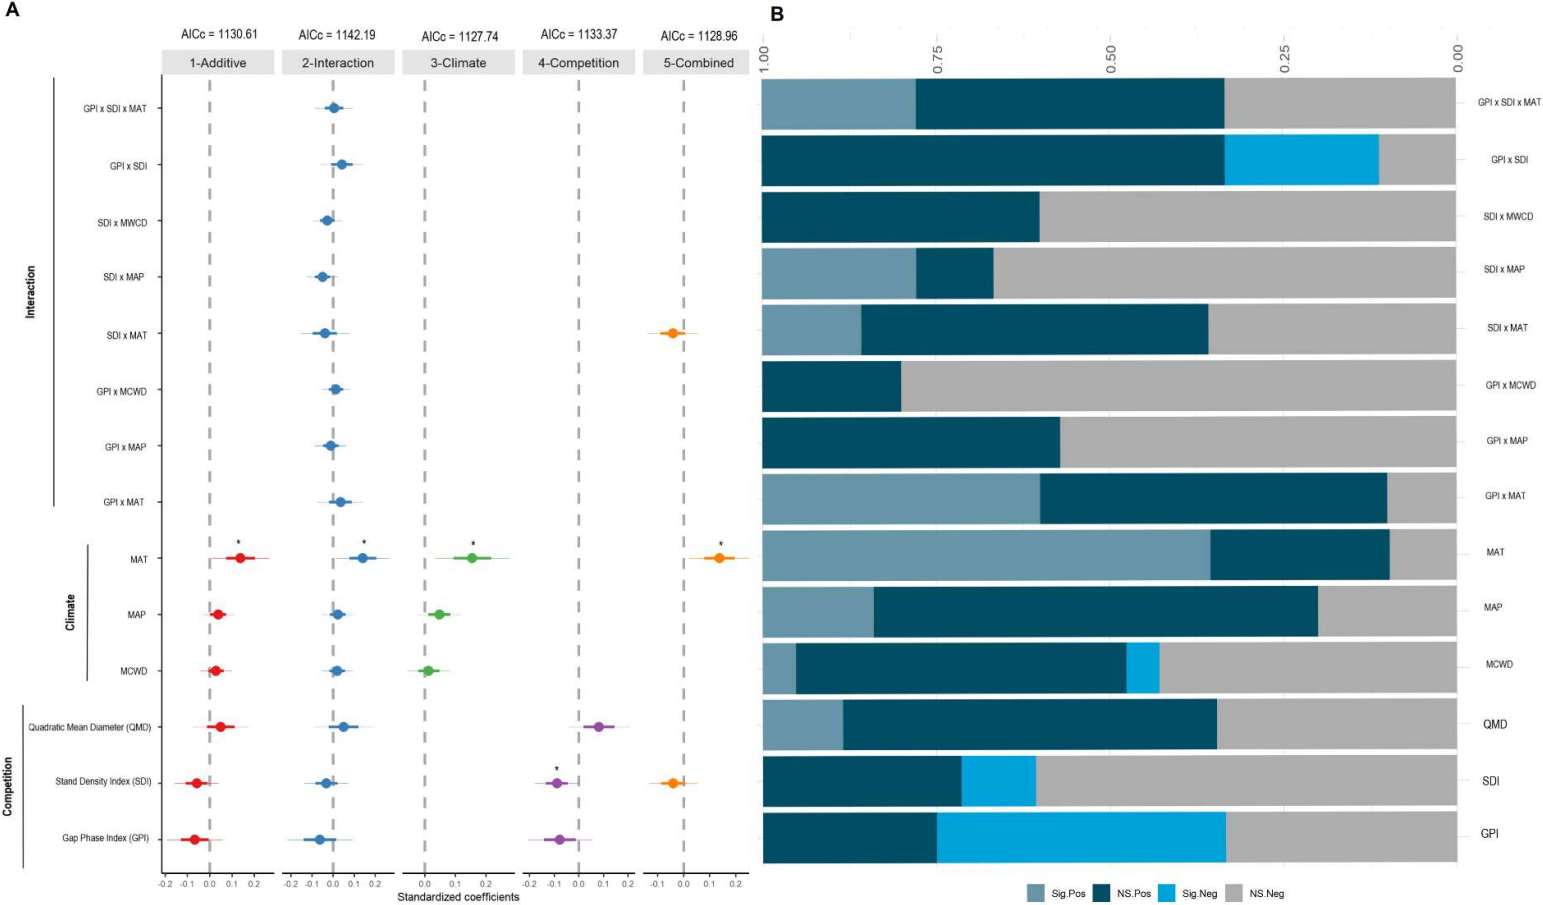 A
AICc = 1130.61 AICc = 1142.19 AICc = 1127.74 AICc = 1133.37 AICc = 1128.96
1-Additive 2-Interaction 3-Climate 4-Competition 5-Combined
Interaction
GPI x SDI x MAT
GPI x SDI
SDI x MWCD
SDI x MAP
SDI x MAT
GPI x MCWD
GPI x MAP
GPI x MAT
Climate
MAT * * * *
MAP
MCWD
Competition
Quadratic Mean Diameter (QMD)
Stand Density Index (SDI) *
Gap Phase Index (GPI)
-0.2 -0.1 0.0 0.1 0.2 -0.2 -0.1 0.0 0.1 0.2 0.0 0.1 0.2 -0.2 -0.1 0.0 0.1 0.2 -0.1 0.0 0.1 0.2
Standardized coefficients
B
1.00 0.75 0.50 0.25 0.00
GPI x SDI x MAT
GPI x SDI
SDI x MWCD
SDI x MAP
SDI x MAT
GPI x MCWD
GPI x MAP
GPI x MAT
MAT
MAP
MCWD
QMD
SDI
GPI
Sig.Pos NS.Pos Sig.Neg NS.Neg